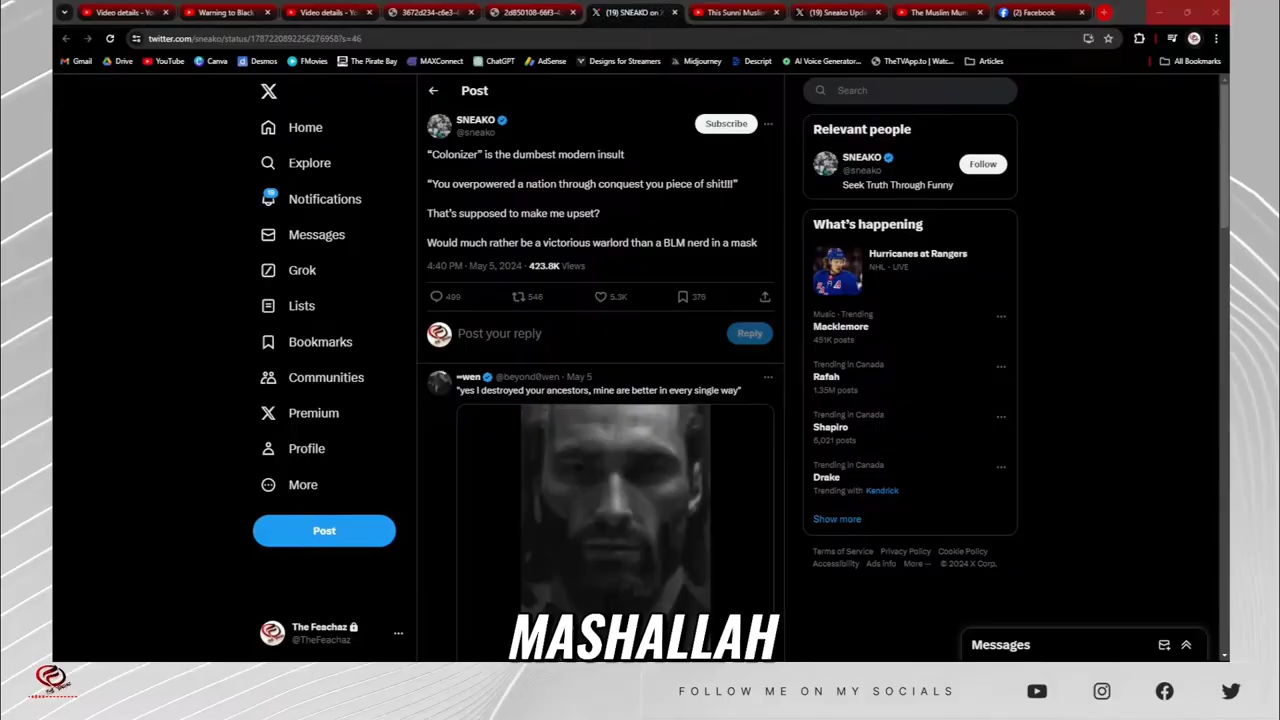 Video details - Yo
Warning to Black
Video details - Yo
3672d234-c6e3-4
2d850108-66f3-4
(19) SNEAKO on X
This Sunni Muslim
(19) Sneako Upd
The Muslim Mum
(2) Facebook
twitter.com/sneako/status/1787220892256276958?s=46
Gmail
Drive
YouTube
Canva
Desmos
FMovies
The Pirate Bay
MAXConnect
ChatGPT
AdSense
Designs for Streamers
Midjourney
Descript
AI Voice Generator...
TheTVApp.to | Watc...
Articles
All Bookmarks
Home
Explore
19
Notifications
Messages
Grok
Lists
Bookmarks
Communities
Premium
Profile
More
Post
The Feachaz
@TheFeachaz
Post
SNEAKO
@sneako
Subscribe
“Colonizer” is the dumbest modern insult
“You overpowered a nation through conquest you piece of shit!!!”
That’s supposed to make me upset?
Would much rather be a victorious warlord than a BLM nerd in a mask
4:40 PM · May 5, 2024 · 423.8K Views
499
546
5.3K
376
Post your reply
Reply
∞wen @beyond0wen · May 5
"yes I destroyed your ancestors, mine are better in every single way"
MASHALLAH
Search
Relevant people
SNEAKO
@sneako
Follow
Seek Truth Through Funny
What’s happening
Hurricanes at Rangers
NHL · LIVE
Music · Trending
Macklemore
451K posts
Trending in Canada
Rafah
1.35M posts
Trending in Canada
Shapiro
6,021 posts
Trending in Canada
Drake
Trending with Kendrick
Show more
Terms of Service Privacy Policy Cookie Policy
Accessibility Ads info More ··· © 2024 X Corp.
Messages
FOLLOW ME ON MY SOCIALS